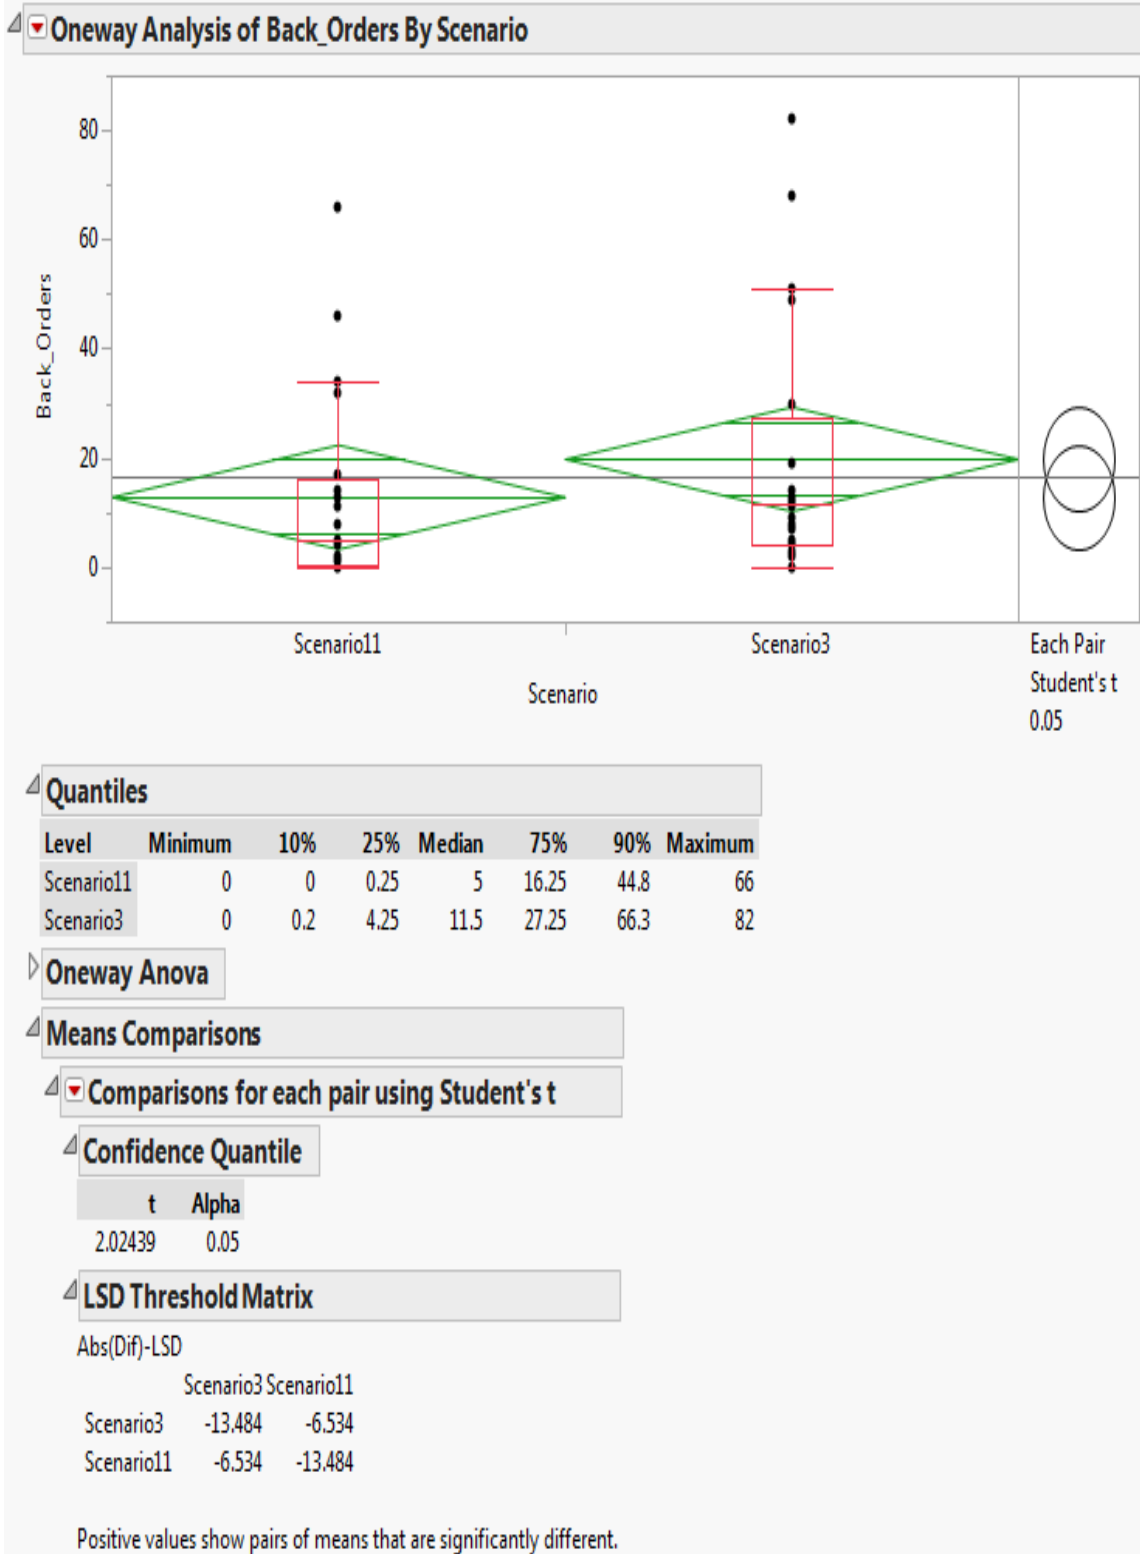 Oneway Analysis of Back_Orders By Scenario
80
60
40
20
0
Back_Orders
Scenario11 Scenario3
Scenario
Each Pair
Student's t
0.05
Quantiles
Level Minimum 10% 25% Median 75% 90% Maximum
Scenario11 0 0 0.25 5 16.25 44.8 66
Scenario3 0 0.2 4.25 11.5 27.25 66.3 82
Oneway Anova
Means Comparisons
Comparisons for each pair using Student's t
Confidence Quantile
t Alpha
2.02439 0.05
LSD Threshold Matrix
Abs(Dif)-LSD
Scenario3 Scenario11
Scenario3 -13.484 -6.534
Scenario11 -6.534 -13.484
Positive values show pairs of means that are significantly different.